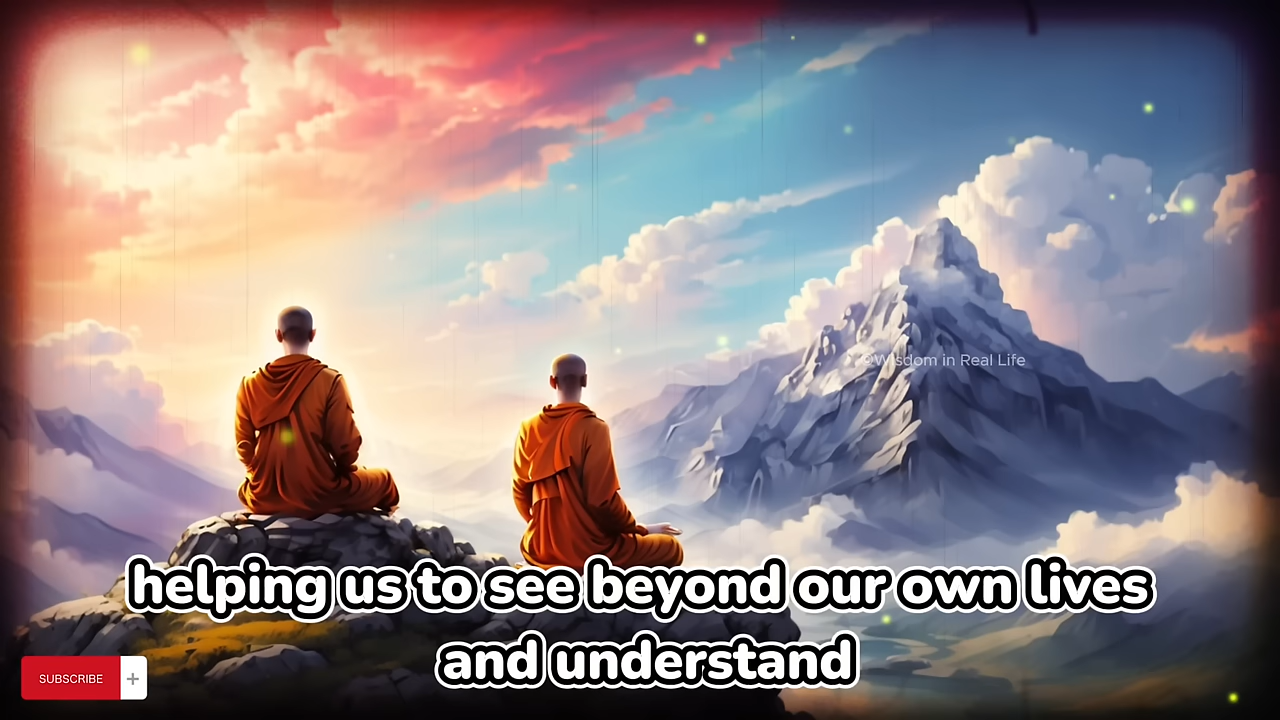 ©Wisdom in Real Life
helping us to see beyond our own lives
and understand
SUBSCRIBE +